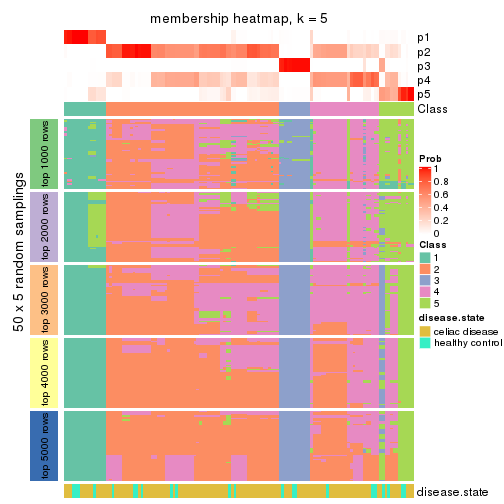 membership heatmap, k = 5
p1
p2
p3
p4
p5
Class
50 x 5 random samplings
top 1000 rows
top 2000 rows
top 3000 rows
top 4000 rows
top 5000 rows
disease.state
Prob
1
0.8
0.6
0.4
0.2
0
Class
1
2
3
4
5
disease.state
celiac disease
healthy control